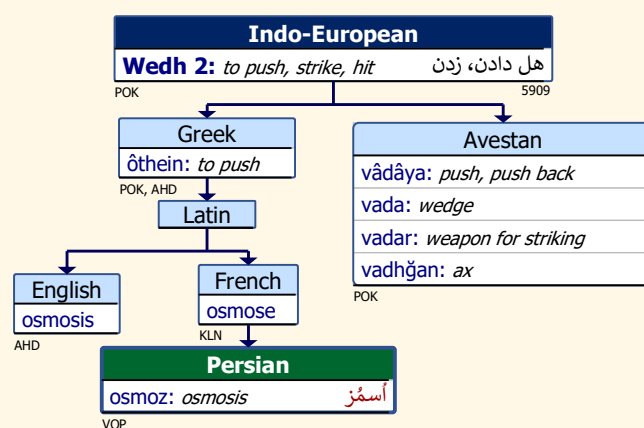 Indo-European
Wedh 2: to push, strike, hit هل دادن، زدن
POK 5909
Greek
ôthein: to push
POK, AHD
Avestan
vâdâya: push, push back
vada: wedge
vadar: weapon for striking
vadhğan: ax
POK
Latin
English
osmosis
AHD
French
osmose
KLN
Persian
osmoz: osmosis اُسمُز
VOP